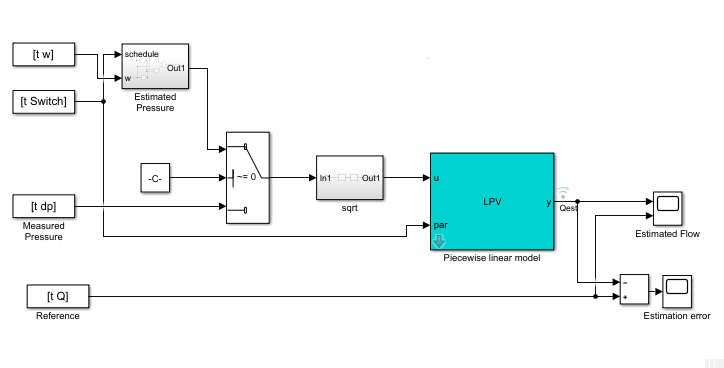 [t w]
schedule
w
Out1
Estimated
Pressure
[t Switch]
-C-
~= 0
[t dp]
Measured
Pressure
In1
Out1
sqrt
u
LPV
y
par
Piecewise linear model
Qest
Estimated Flow
[t Q]
Reference
−
+
Estimation error